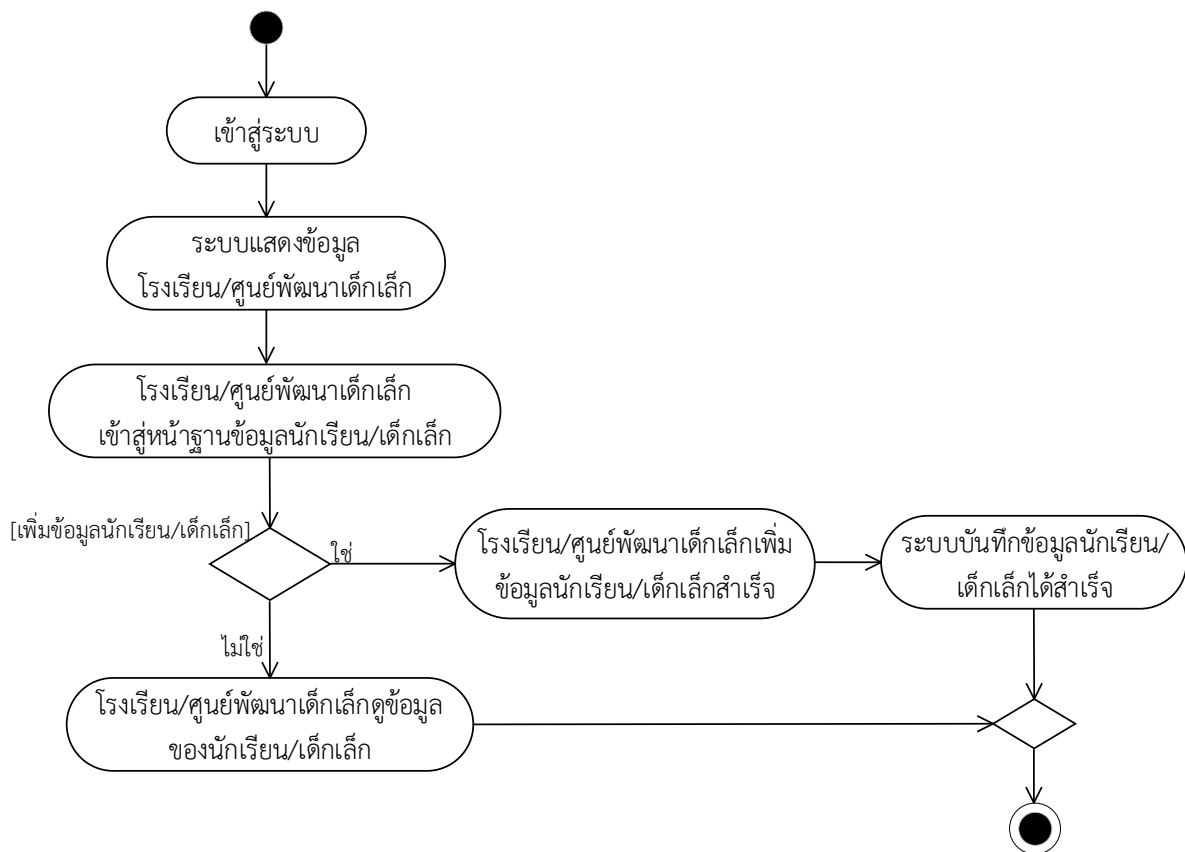 เข้าสู่ระบบ
ระบบแสดงข้อมูล
โรงเรียน/ศูนย์พัฒนาเด็กเล็ก
โรงเรียน/ศูนย์พัฒนาเด็กเล็ก
เข้าสู่หน้าฐานข้อมูลนักเรียน/เด็กเล็ก
[เพิ่มข้อมูลนักเรียน/เด็กเล็ก]
ใช่
โรงเรียน/ศูนย์พัฒนาเด็กเล็กเพิ่ม
ข้อมูลนักเรียน/เด็กเล็กสำเร็จ
ระบบบันทึกข้อมูลนักเรียน/
เด็กเล็กได้สำเร็จ
ไม่ใช่
โรงเรียน/ศูนย์พัฒนาเด็กเล็กดูข้อมูล
ของนักเรียน/เด็กเล็ก